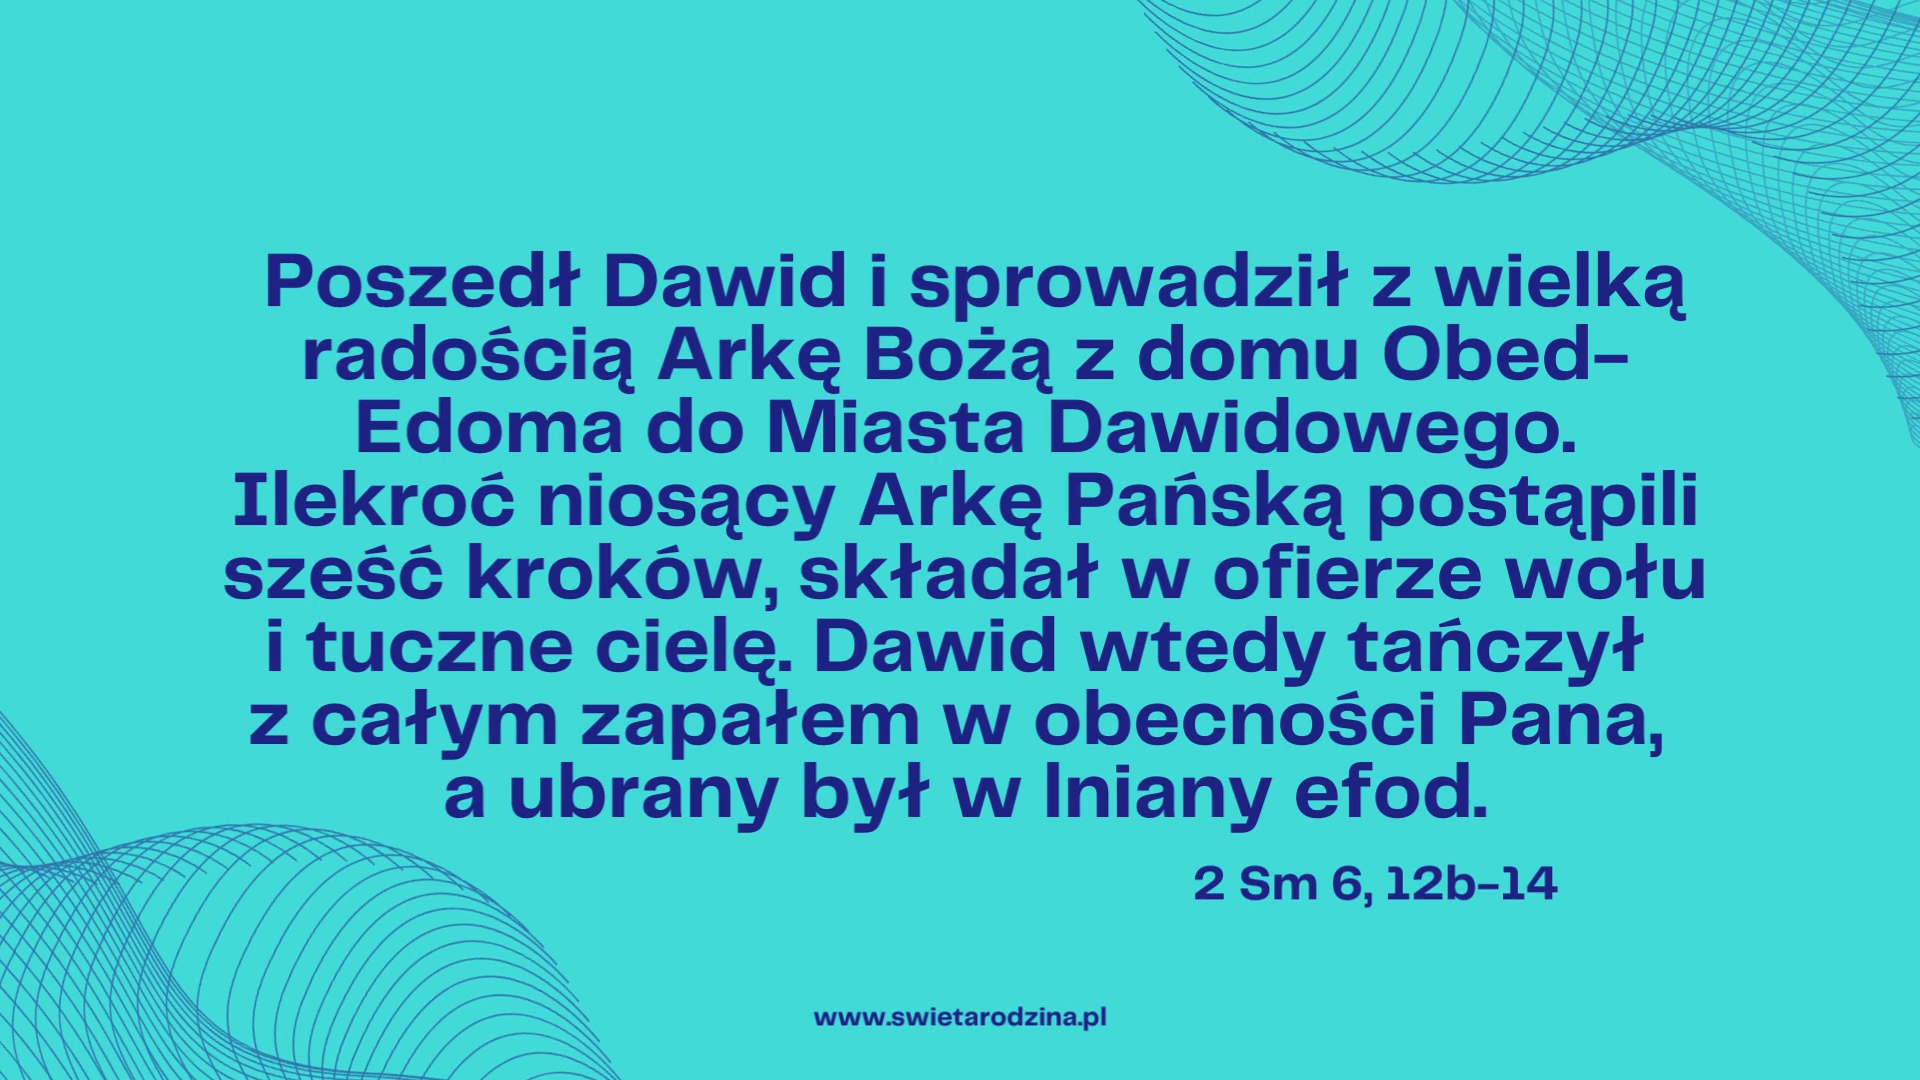 Poszedł Dawid i sprowadził z wielką
radością Arkę Bożą z domu Obed-
Edoma do Miasta Dawidowego.
Ilekroć niosący Arkę Pańską postąpili
sześć kroków, składał w ofierze wołu
i tuczne cielę. Dawid wtedy tańczył
z całym zapałem w obecności Pana,
a ubrany był w lniany efod.
2 Sm 6, 12b-14
www.swietarodzina.pl